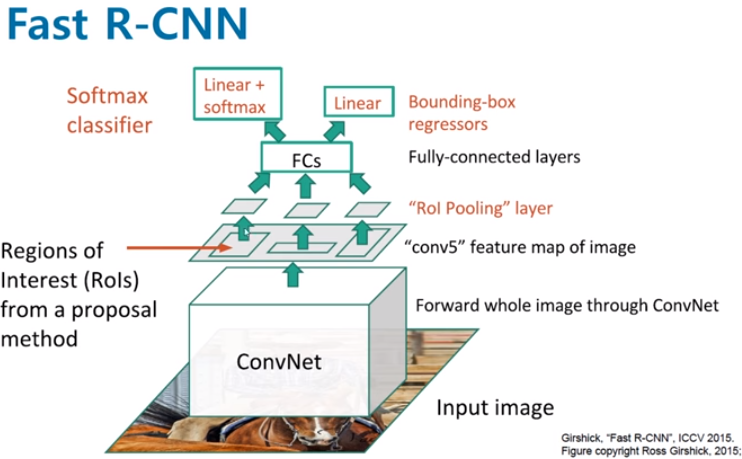 Fast R-CNN
Softmax
classifier
Linear +
softmax
Linear
Bounding-box
regressors
FCs
Fully-connected layers
"RoI Pooling" layer
Regions of
Interest (RoIs)
from a proposal
method
"conv5" feature map of image
Forward whole image through ConvNet
ConvNet
Input image
Girshick, "Fast R-CNN", ICCV 2015.
Figure copyright Ross Girshick, 2015;